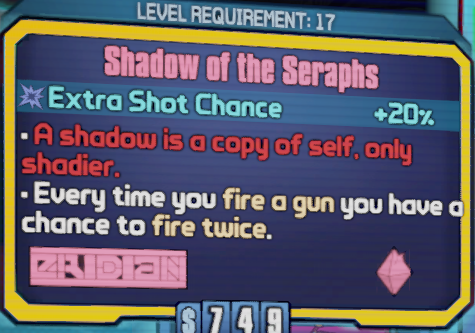 LEVEL REQUIREMENT: 17
Shadow of the Seraphs
Extra Shot Chance +20%
• A shadow is a copy of self, only
shadier.
• Every time you fire a gun you have a
chance to fire twice.
ERIDIAN
$749